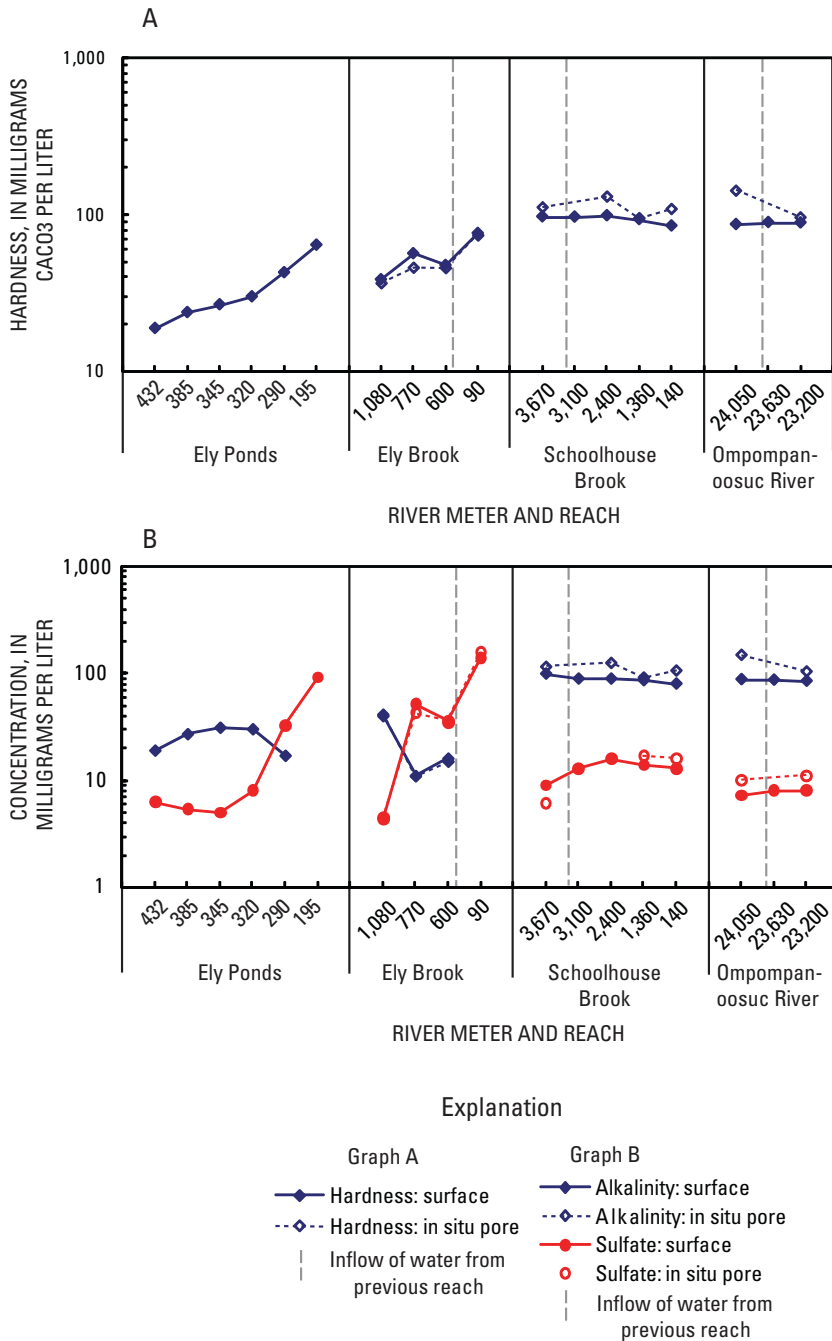 A
HARDNESS, IN MILLIGRAMS
CACO3 PER LITER
1,000
100
10
432 385 345 320 290 195
1,080 770 600 90
3,670 3,100 2,400 1,360 140
24,050 23,630 23,200
Ely Ponds
Ely Brook
Schoolhouse
Brook
Ompompan-
oosuc River
RIVER METER AND REACH
B
CONCENTRATION, IN
MILLIGRAMS PER LITER
1,000
100
10
1
432 385 345 320 290 195
1,080 770 600 90
3,670 3,100 2,400 1,360 140
24,050 23,630 23,200
Ely Ponds
Ely Brook
Schoolhouse
Brook
Ompompan-
oosuc River
RIVER METER AND REACH
Explanation
Graph A
Hardness: surface
Hardness: in situ pore
Inflow of water from
previous reach
Graph B
Alkalinity: surface
Alkalinity: in situ pore
Sulfate: surface
Sulfate: in situ pore
Inflow of water from
previous reach